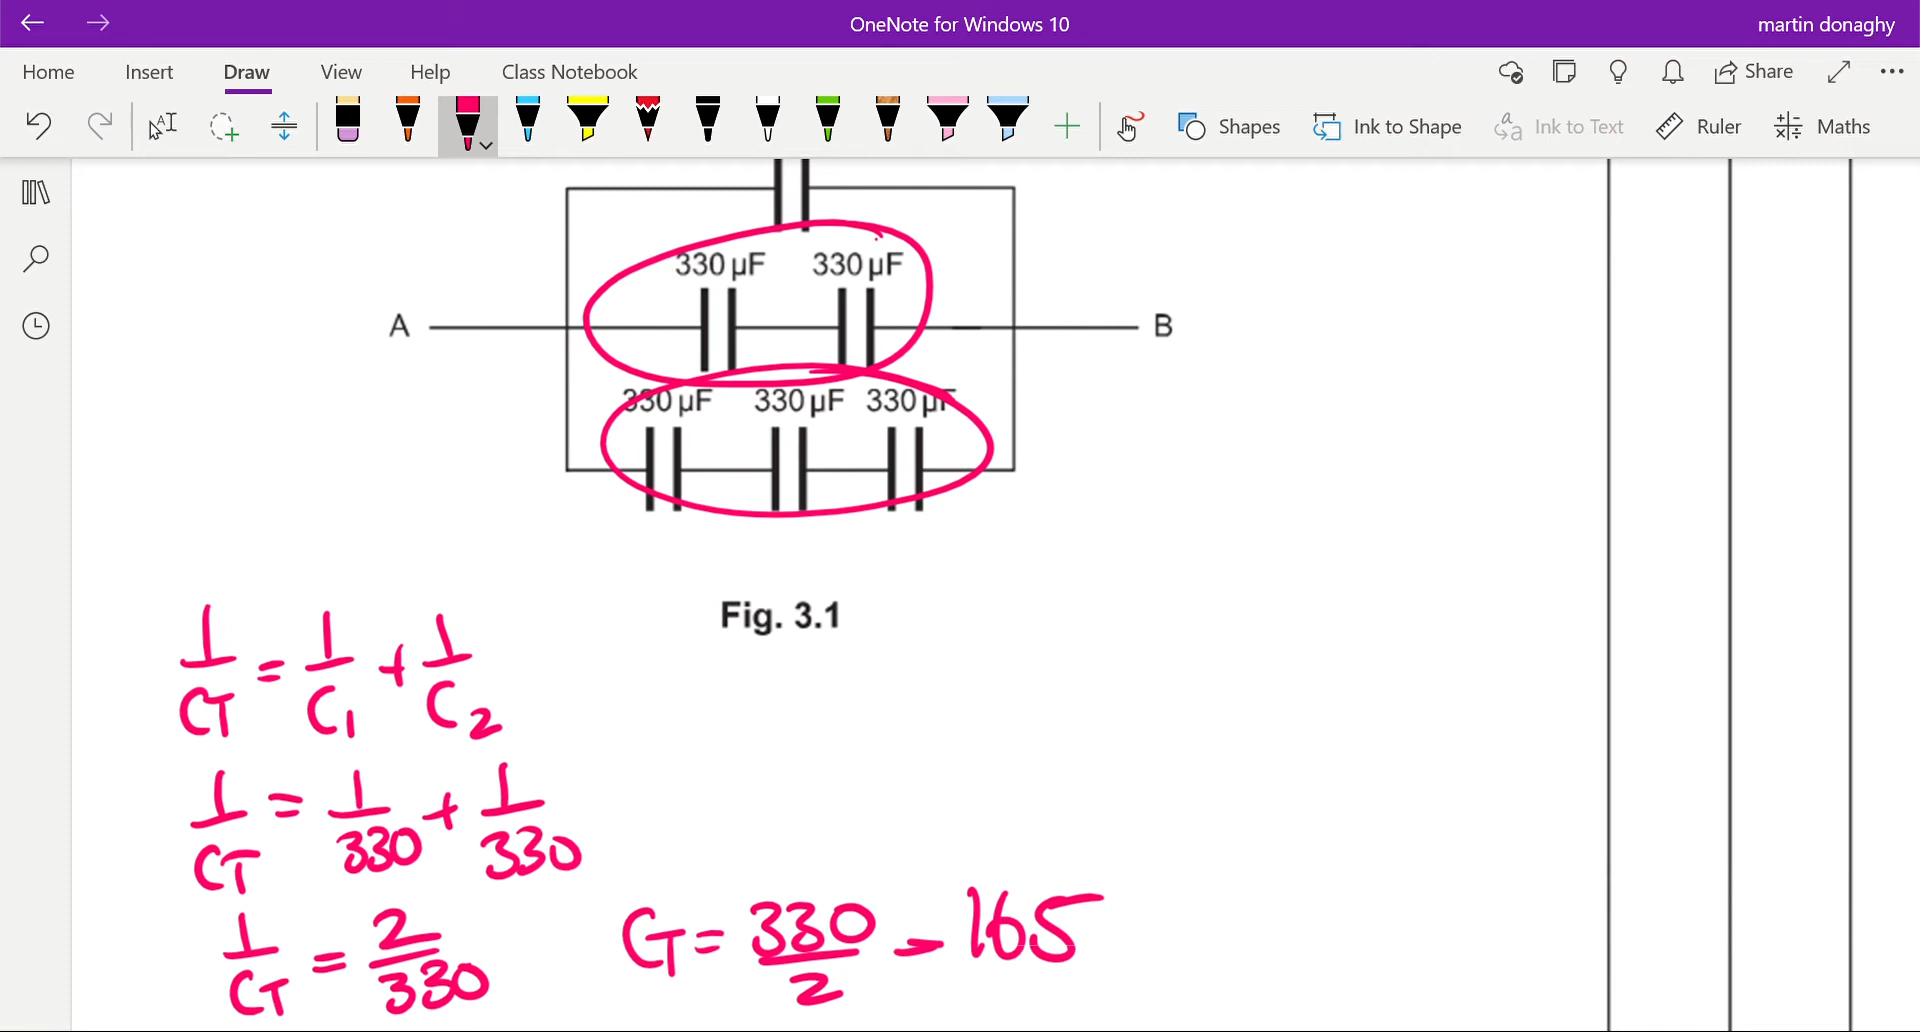 OneNote for Windows 10
martin donaghy
Home Insert Draw View Help Class Notebook Share
Shapes Ink to Shape Ink to Text Ruler Maths
330 µF 330 µF
A B
330 µF 330 µF 330 µF
Fig. 3.1
1/CT = 1/C1 + 1/C2
1/CT = 1/330 + 1/330
1/CT = 2/330 CT = 330/2 = 165